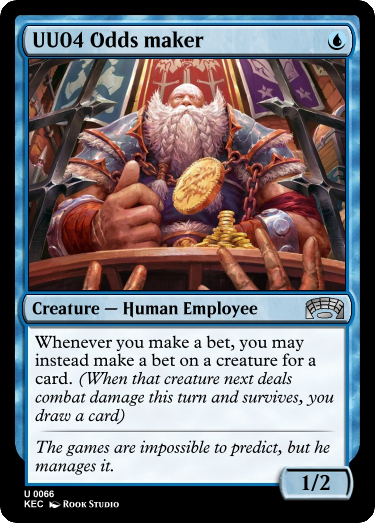 UU04 Odds maker
Creature — Human Employee
Whenever you make a bet, you may
instead make a bet on a creature for a
card. (When that creature next deals
combat damage this turn and survives, you
draw a card)
The games are impossible to predict, but he
manages it.
1/2
U 0066
KEC Rook Studio